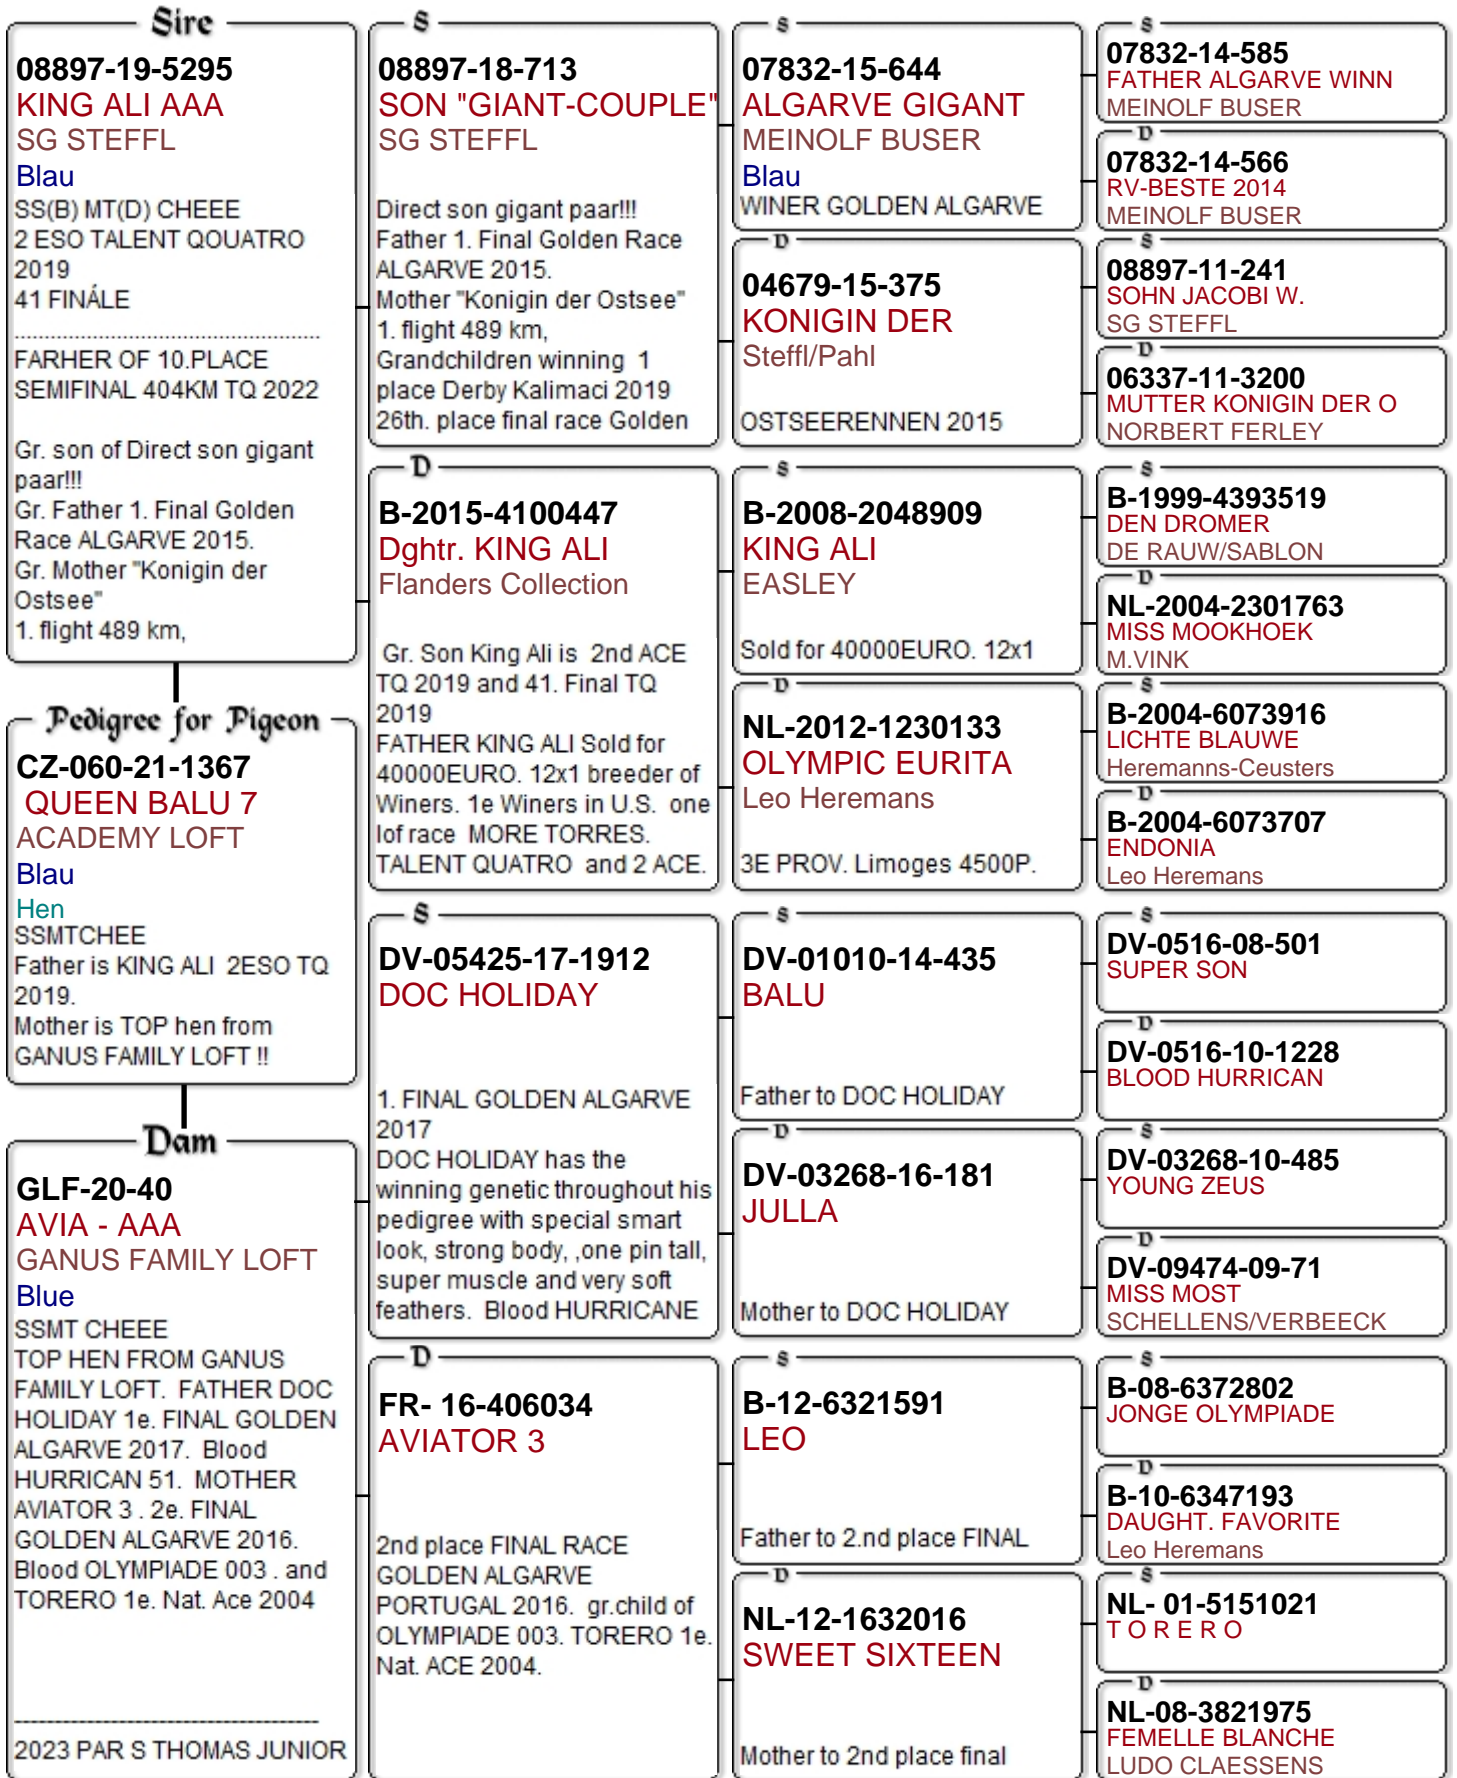 Sire
08897-19-5295
KING ALI AAA
SG STEFFL
Blau
SS(B) MT(D) CHEEE
2 ESO TALENT QOUATRO
2019
41 FINÁLE
FARHER OF 10.PLACE
SEMIFINAL 404KM TQ 2022
Gr. son of Direct son gigant
paar!!!
Gr. Father 1. Final Golden
Race ALGARVE 2015.
Gr. Mother "Konigin der
Ostsee"
1. flight 489 km,
Pedigree for Pigeon
CZ-060-21-1367
QUEEN BALU 7
ACADEMY LOFT
Blau
Hen
SSMTCHEE
Father is KING ALI 2ESO TQ
2019.
Mother is TOP hen from
GANUS FAMILY LOFT !!
Dam
GLF-20-40
AVIA - AAA
GANUS FAMILY LOFT
Blue
SSMT CHEEE
TOP HEN FROM GANUS
FAMILY LOFT. FATHER DOC
HOLIDAY 1e. FINAL GOLDEN
ALGARVE 2017. Blood
HURRICAN 51. MOTHER
AVIATOR 3 . 2e. FINAL
GOLDEN ALGARVE 2016.
Blood OLYMPIADE 003 . and
TORERO 1e. Nat. Ace 2004
2023 PAR S THOMAS JUNIOR
S
08897-18-713
SON "GIANT-COUPLE"
SG STEFFL
Direct son gigant paar!!!
Father 1. Final Golden Race
ALGARVE 2015.
Mother "Konigin der Ostsee"
1. flight 489 km,
Grandchildren winning 1
place Derby Kalimaci 2019
26th. place final race Golden
D
B-2015-4100447
Dghtr. KING ALI
Flanders Collection
Gr. Son King Ali is 2nd ACE
TQ 2019 and 41. Final TQ
2019
FATHER KING ALI Sold for
40000EURO. 12x1 breeder of
Winers. 1e Winers in U.S. one
lof race MORE TORRES.
TALENT QUATRO and 2 ACE.
S
DV-05425-17-1912
DOC HOLIDAY
1. FINAL GOLDEN ALGARVE
2017
DOC HOLIDAY has the
winning genetic throughout his
pedigree with special smart
look, strong body, ,one pin tall,
super muscle and very soft
feathers. Blood HURRICANE
D
FR- 16-406034
AVIATOR 3
2nd place FINAL RACE
GOLDEN ALGARVE
PORTUGAL 2016. gr.child of
OLYMPIADE 003. TORERO 1e.
Nat. ACE 2004.
S
07832-15-644
ALGARVE GIGANT
MEINOLF BUSER
Blau
WINER GOLDEN ALGARVE
D
04679-15-375
KONIGIN DER
Steffl/Pahl
OSTSEERENNEN 2015
S
B-2008-2048909
KING ALI
EASLEY
Sold for 40000EURO. 12x1
D
NL-2012-1230133
OLYMPIC EURITA
Leo Heremans
3E PROV. Limoges 4500P.
S
DV-01010-14-435
BALU
Father to DOC HOLIDAY
D
DV-03268-16-181
JULLA
Mother to DOC HOLIDAY
S
B-12-6321591
LEO
Father to 2.nd place FINAL
D
NL-12-1632016
SWEET SIXTEEN
Mother to 2nd place final
S
07832-14-585
FATHER ALGARVE WINN
MEINOLF BUSER
D
07832-14-566
RV-BESTE 2014
MEINOLF BUSER
S
08897-11-241
SOHN JACOBI W.
SG STEFFL
D
06337-11-3200
MUTTER KONIGIN DER O
NORBERT FERLEY
S
B-1999-4393519
DEN DROMER
DE RAUW/SABLON
D
NL-2004-2301763
MISS MOOKHOEK
M.VINK
S
B-2004-6073916
LICHTE BLAUWE
Heremanns-Ceusters
D
B-2004-6073707
ENDONIA
Leo Heremans
S
DV-0516-08-501
SUPER SON
D
DV-0516-10-1228
BLOOD HURRICAN
S
DV-03268-10-485
YOUNG ZEUS
D
DV-09474-09-71
MISS MOST
SCHELLENS/VERBEECK
S
B-08-6372802
JONGE OLYMPIADE
D
B-10-6347193
DAUGHT. FAVORITE
Leo Heremans
S
NL- 01-5151021
T O R E R O
D
NL-08-3821975
FEMELLE BLANCHE
LUDO CLAESSENS